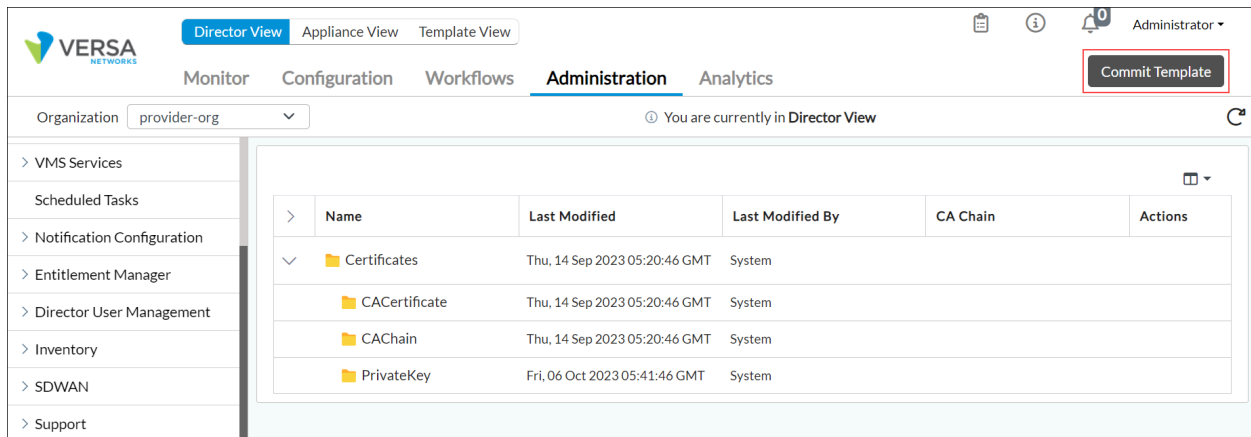 VERSA
NETWORKS
Director View Appliance View Template View
0
Administrator
Monitor Configuration Workflows Administration Analytics
Commit Template
Organization provider-org
You are currently in Director View
VMS Services
Scheduled Tasks
Notification Configuration
Entitlement Manager
Director User Management
Inventory
SDWAN
Support
Name Last Modified Last Modified By CA Chain Actions
Certificates Thu, 14 Sep 2023 05:20:46 GMT System
CACertificate Thu, 14 Sep 2023 05:20:46 GMT System
CAChain Thu, 14 Sep 2023 05:20:46 GMT System
PrivateKey Fri, 06 Oct 2023 05:41:46 GMT System